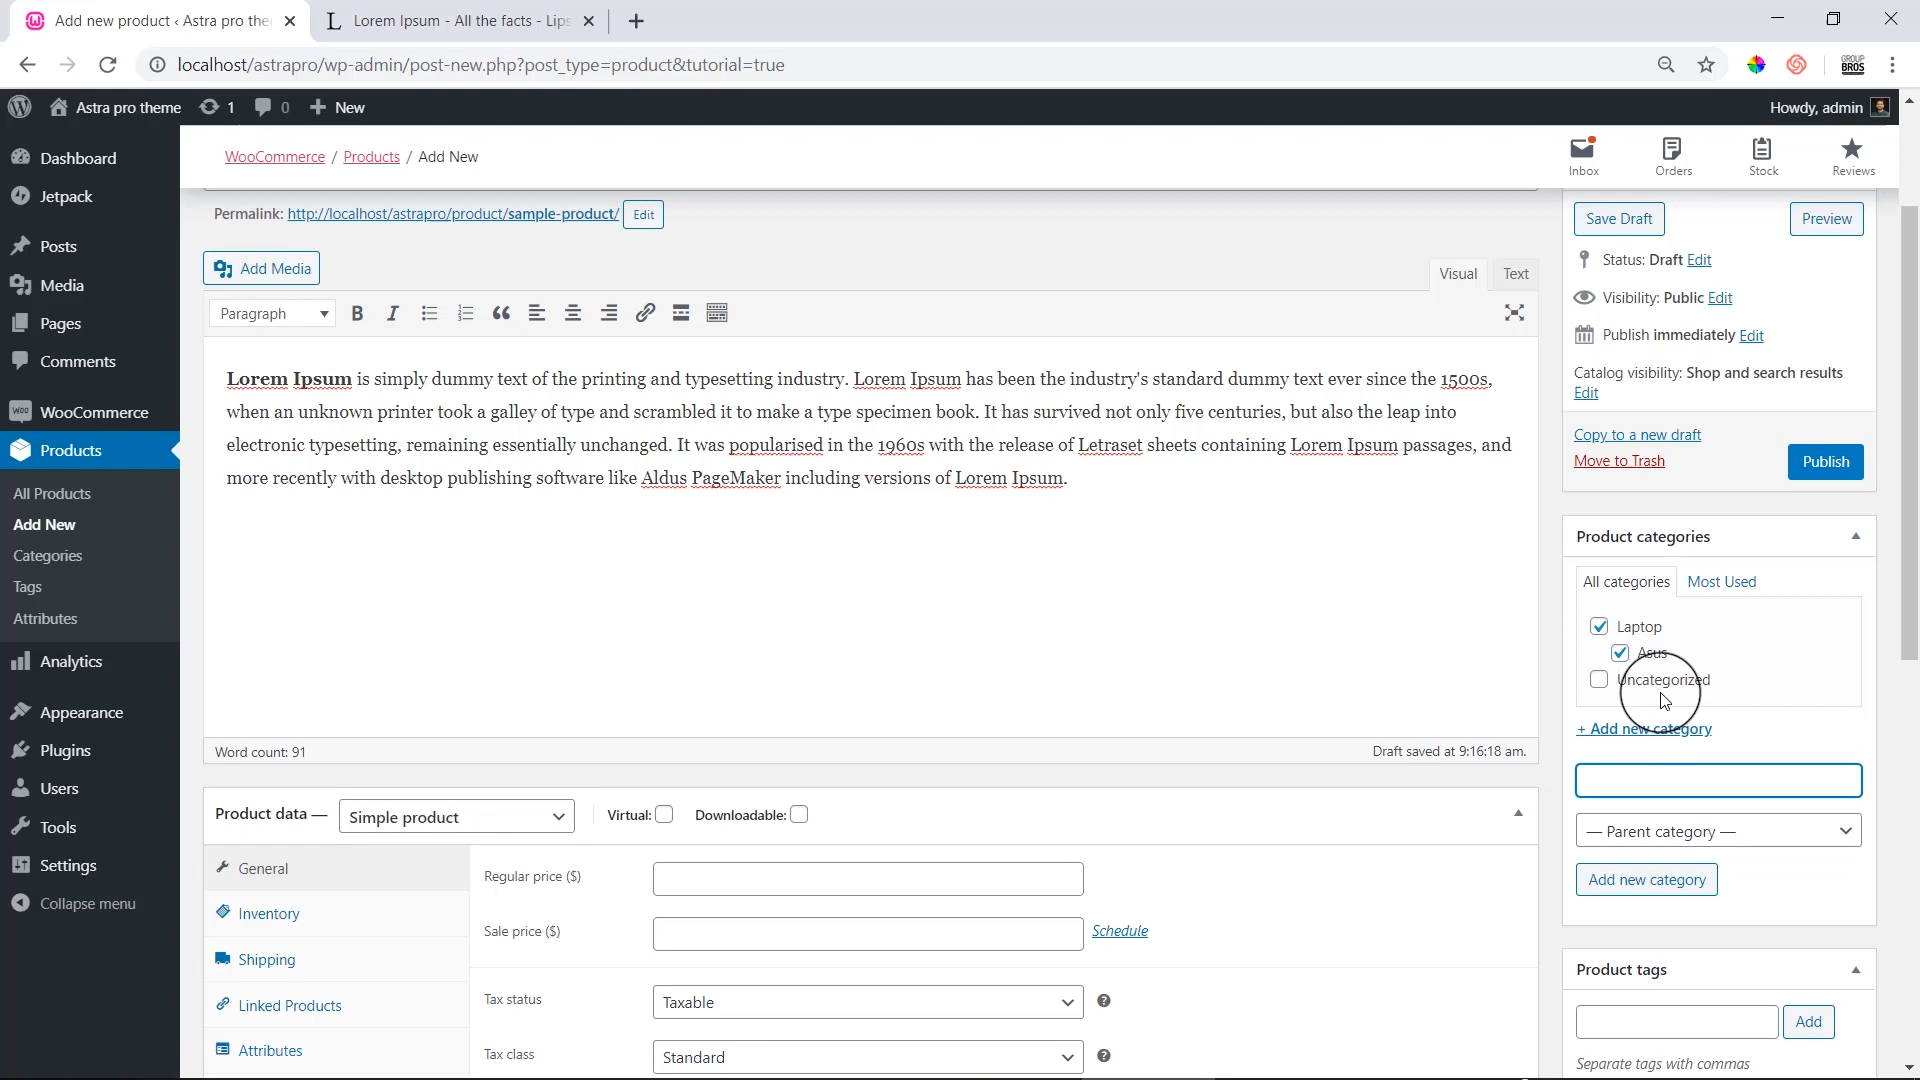 Add new product ‹ Astra pro the
Lorem Ipsum - All the facts - Lips
localhost/astrapro/wp-admin/post-new.php?post_type=product&tutorial=true
GROUP
BROS
Astra pro theme
1
0
New
Howdy, admin
Dashboard
Jetpack
Posts
Media
Pages
Comments
WooCommerce
Products
All Products
Add New
Categories
Tags
Attributes
Analytics
Appearance
Plugins
Users
Tools
Settings
Collapse menu
WooCommerce / Products / Add New
Inbox
Orders
Stock
Reviews
Permalink: http://localhost/astrapro/product/sample-product/ Edit
Add Media
Visual
Text
Paragraph
Lorem Ipsum is simply dummy text of the printing and typesetting industry. Lorem Ipsum has been the industry's standard dummy text ever since the 1500s,
when an unknown printer took a galley of type and scrambled it to make a type specimen book. It has survived not only five centuries, but also the leap into
electronic typesetting, remaining essentially unchanged. It was popularised in the 1960s with the release of Letraset sheets containing Lorem Ipsum passages, and
more recently with desktop publishing software like Aldus PageMaker including versions of Lorem Ipsum.
Word count: 91
Draft saved at 9:16:18 am.
Product data — Simple product
Virtual:
Downloadable:
General
Inventory
Shipping
Linked Products
Attributes
Regular price ($)
Sale price ($)
Schedule
Tax status
Taxable
Tax class
Standard
Save Draft
Preview
Status: Draft Edit
Visibility: Public Edit
Publish immediately Edit
Catalog visibility: Shop and search results
Edit
Copy to a new draft
Move to Trash
Publish
Product categories
All categories
Most Used
Laptop
Asus
Uncategorized
+ Add new category
— Parent category —
Add new category
Product tags
Add
Separate tags with commas